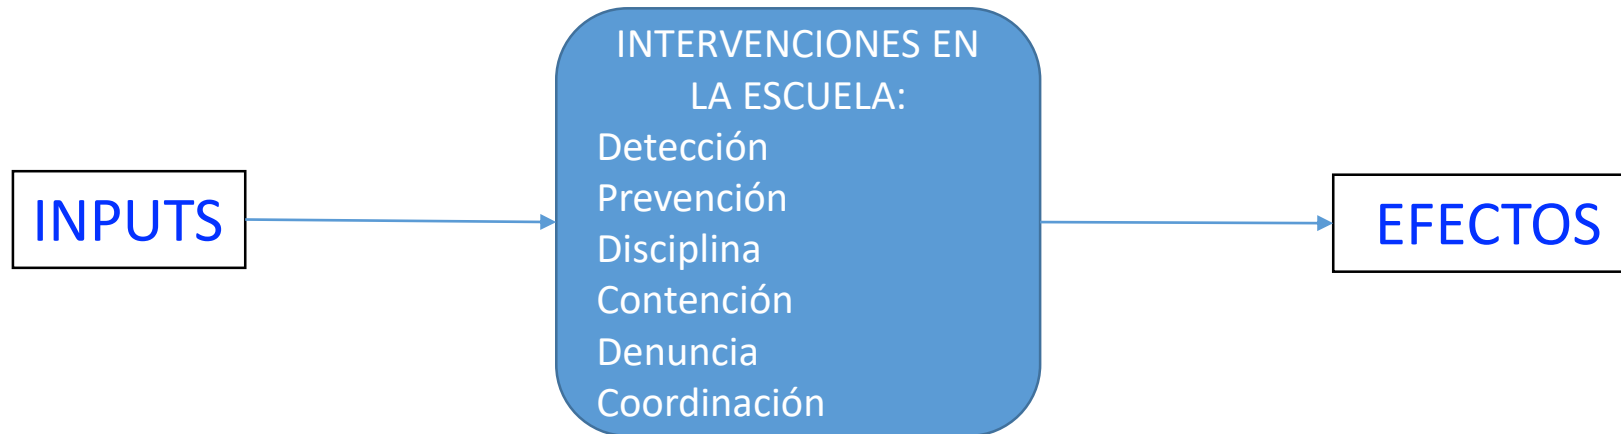 INPUTS
INTERVENCIONES EN
LA ESCUELA:
Detección
Prevención
Disciplina
Contención
Denuncia
Coordinación
EFECTOS